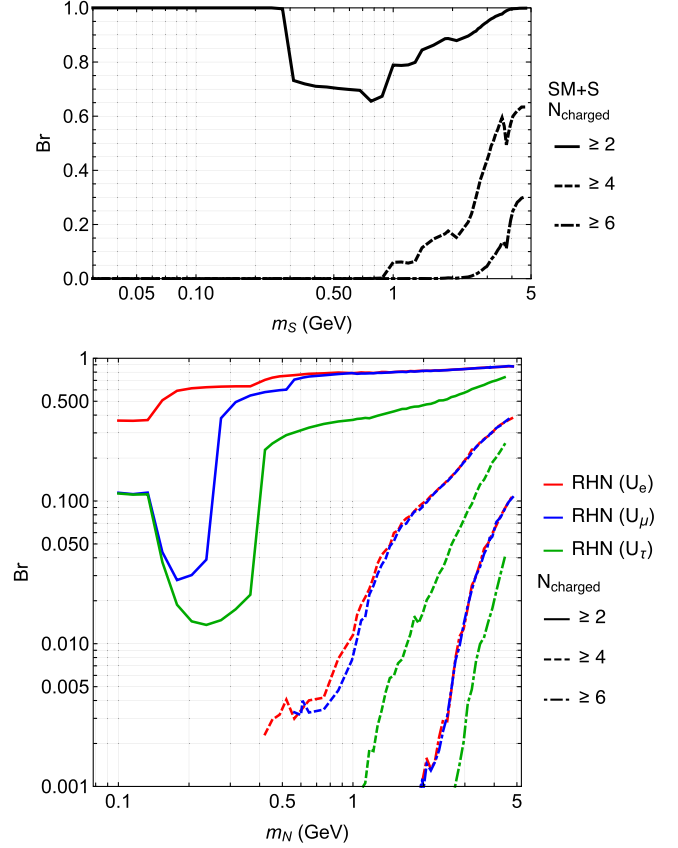 1.0
0.8
0.6
0.4
0.2
0.0
Br
0.05 0.10 0.50 1 5
m_S (GeV)
SM+S
N_charged
≥ 2
≥ 4
≥ 6
1
0.500
0.100
0.050
0.010
0.005
0.001
Br
0.1 0.5 1 5
m_N (GeV)
RHN (U_e)
RHN (U_μ)
RHN (U_τ)
N_charged
≥ 2
≥ 4
≥ 6